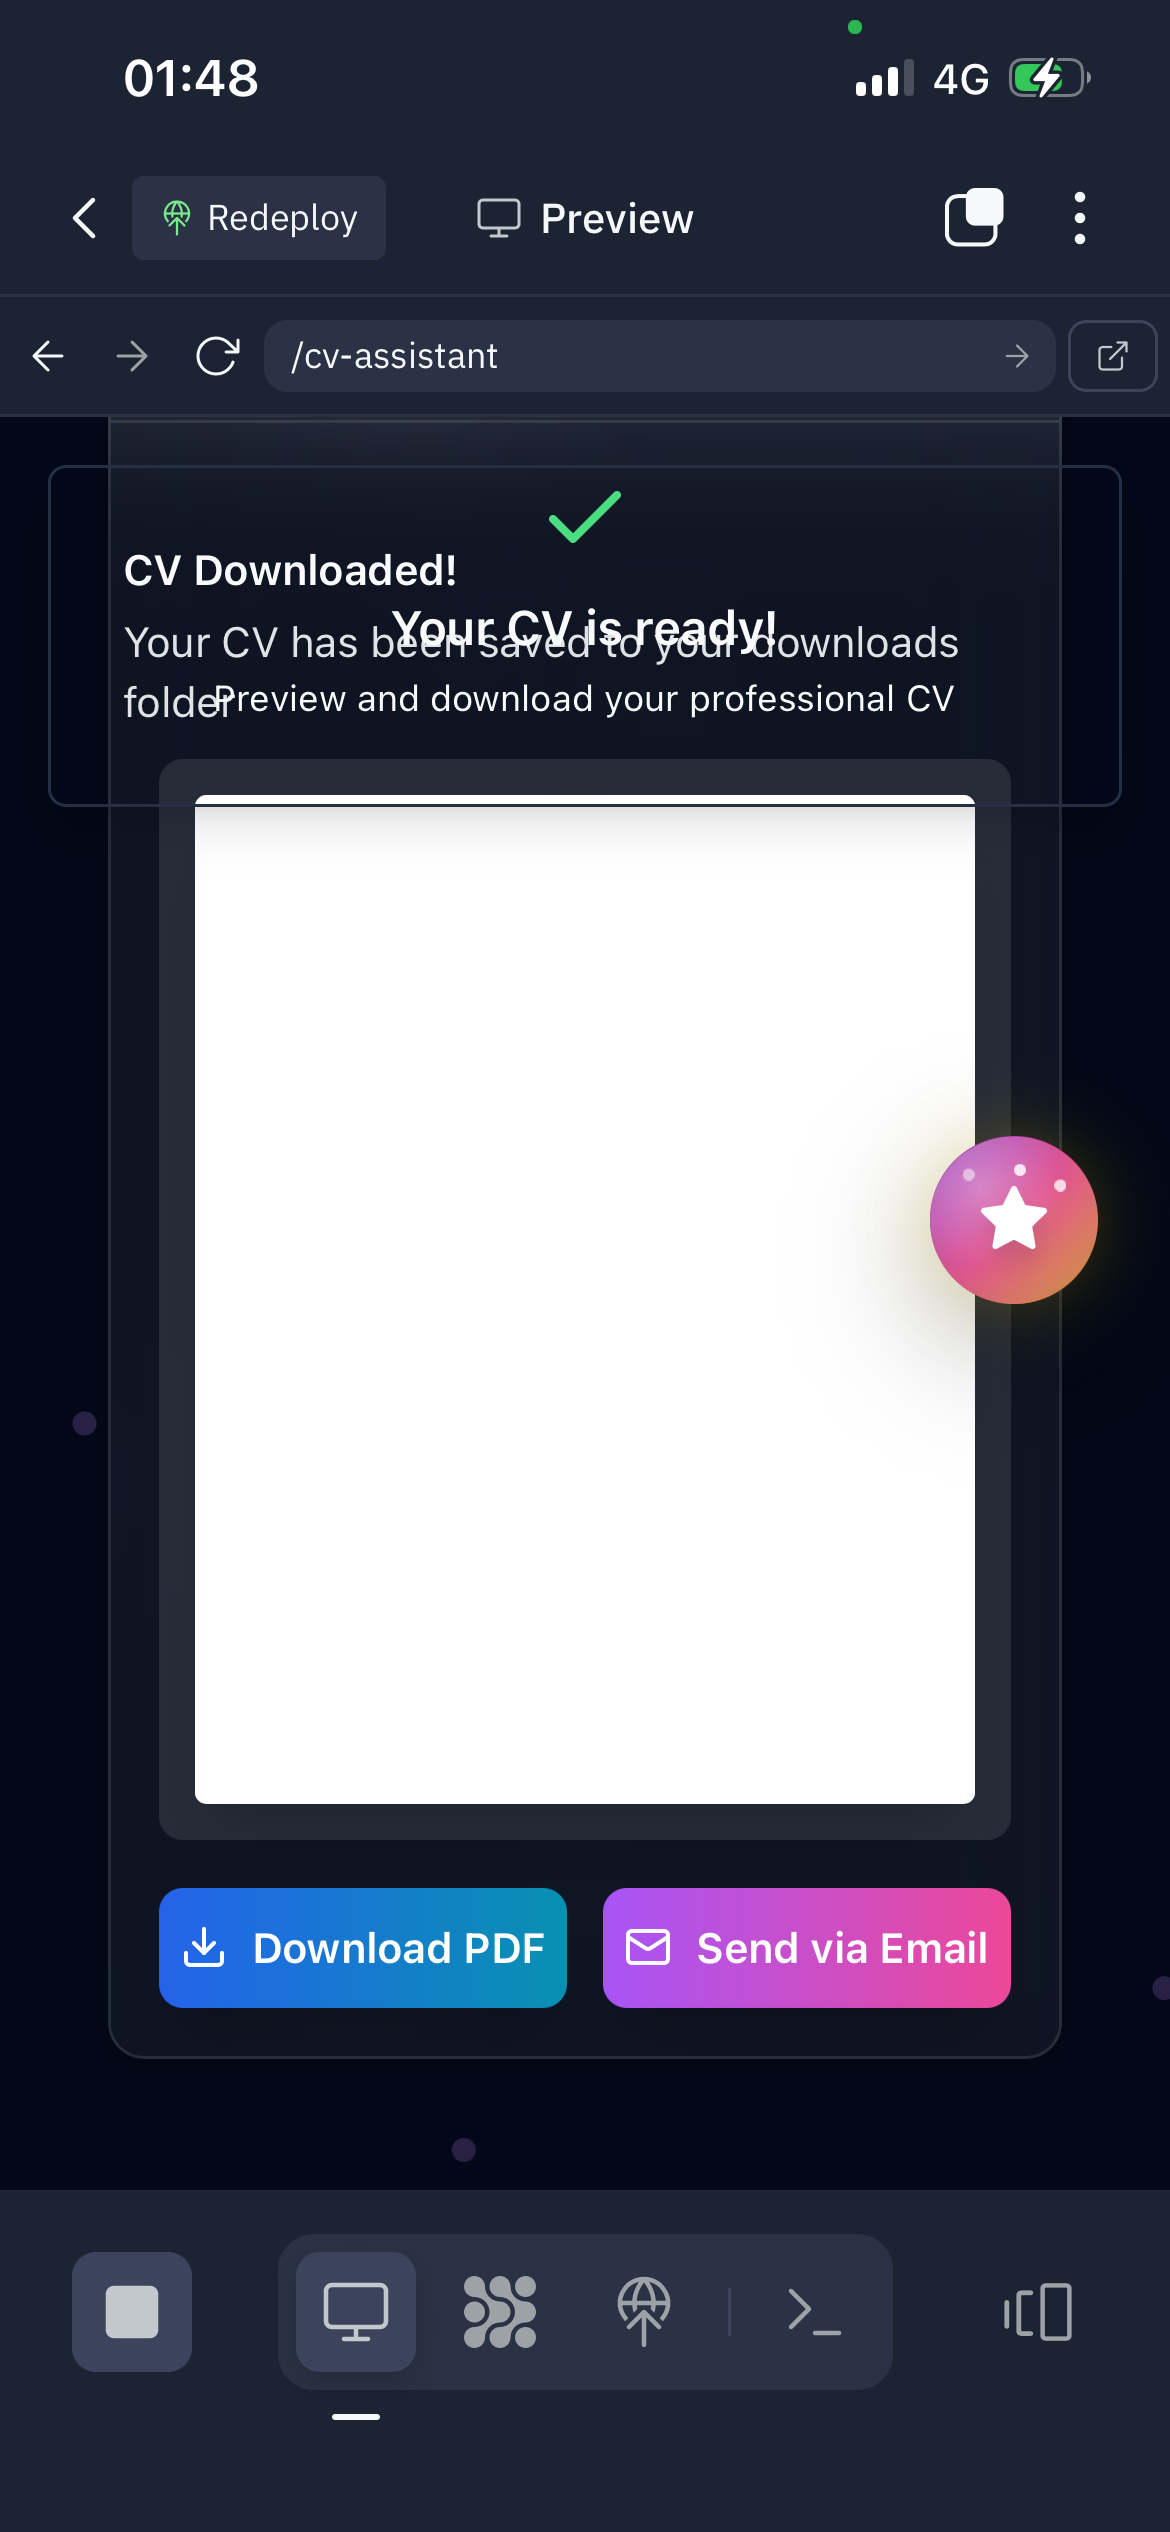 01:48
4G
Redeploy
Preview
/cv-assistant
CV Downloaded!
Your CV is ready!
Your CV has been saved to your downloads
folder
Preview and download your professional CV
Download PDF
Send via Email